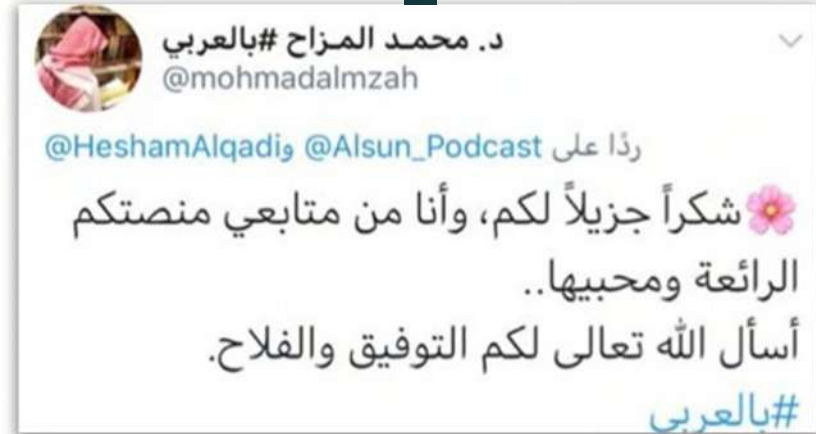 د. محمد المزاح #بالعربي
@mohmadalmzah
ردًا على @Alsun_Podcast و@HeshamAlqadi
🌸شكراً جزيلاً لكم، وأنا من متابعي منصتكم
الرائعة ومحبيها..
أسأل الله تعالى لكم التوفيق والفلاح.
#بالعربي